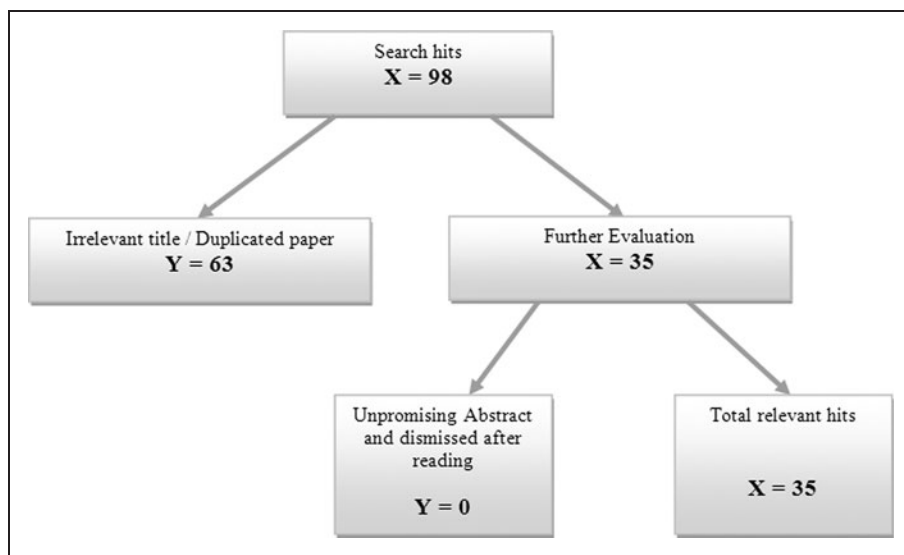 Search hits
X = 98
Irrelevant title / Duplicated paper
Y = 63
Further Evaluation
X = 35
Unpromising Abstract
and dismissed after
reading
Y = 0
Total relevant hits
X = 35